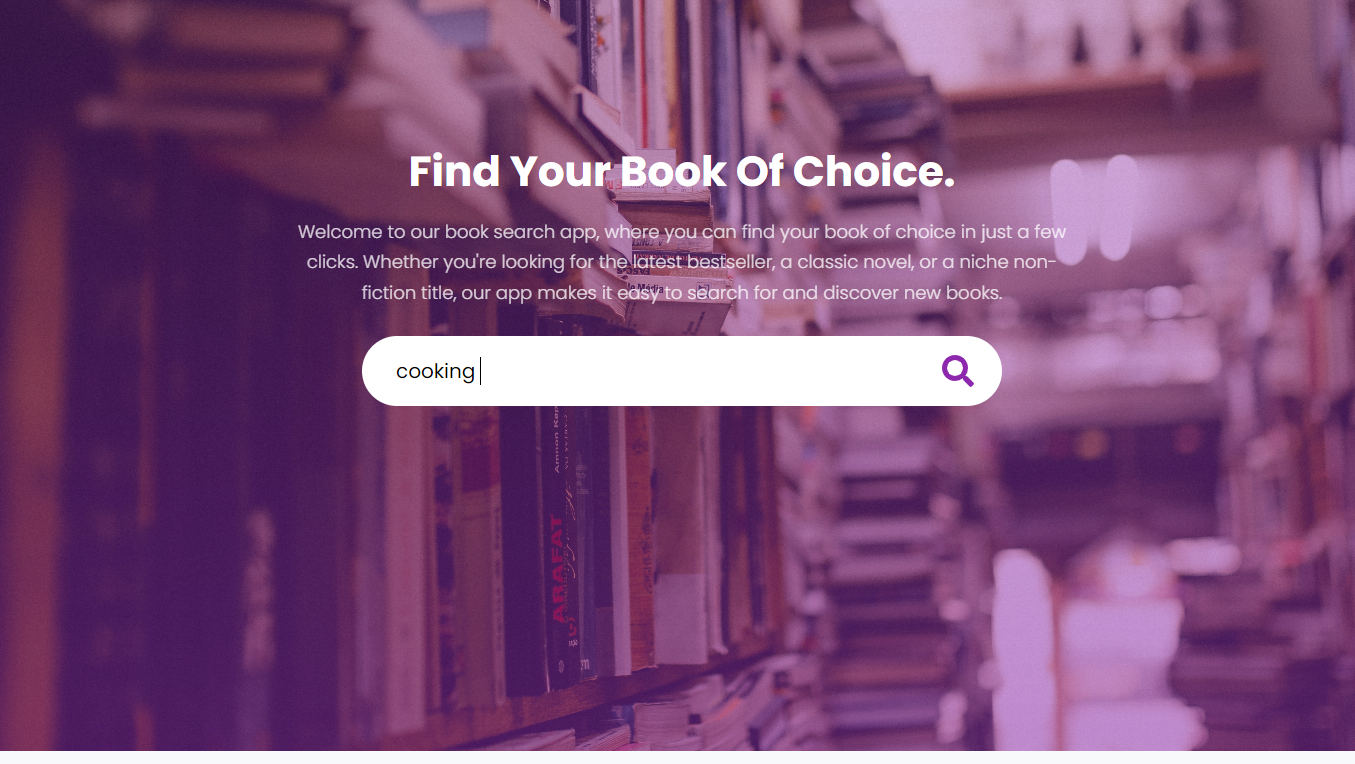 Find Your Book Of Choice.
Welcome to our book search app, where you can find your book of choice in just a few
clicks. Whether you're looking for the latest bestseller, a classic novel, or a niche non-
fiction title, our app makes it easy to search for and discover new books.
cooking
ARAFAT